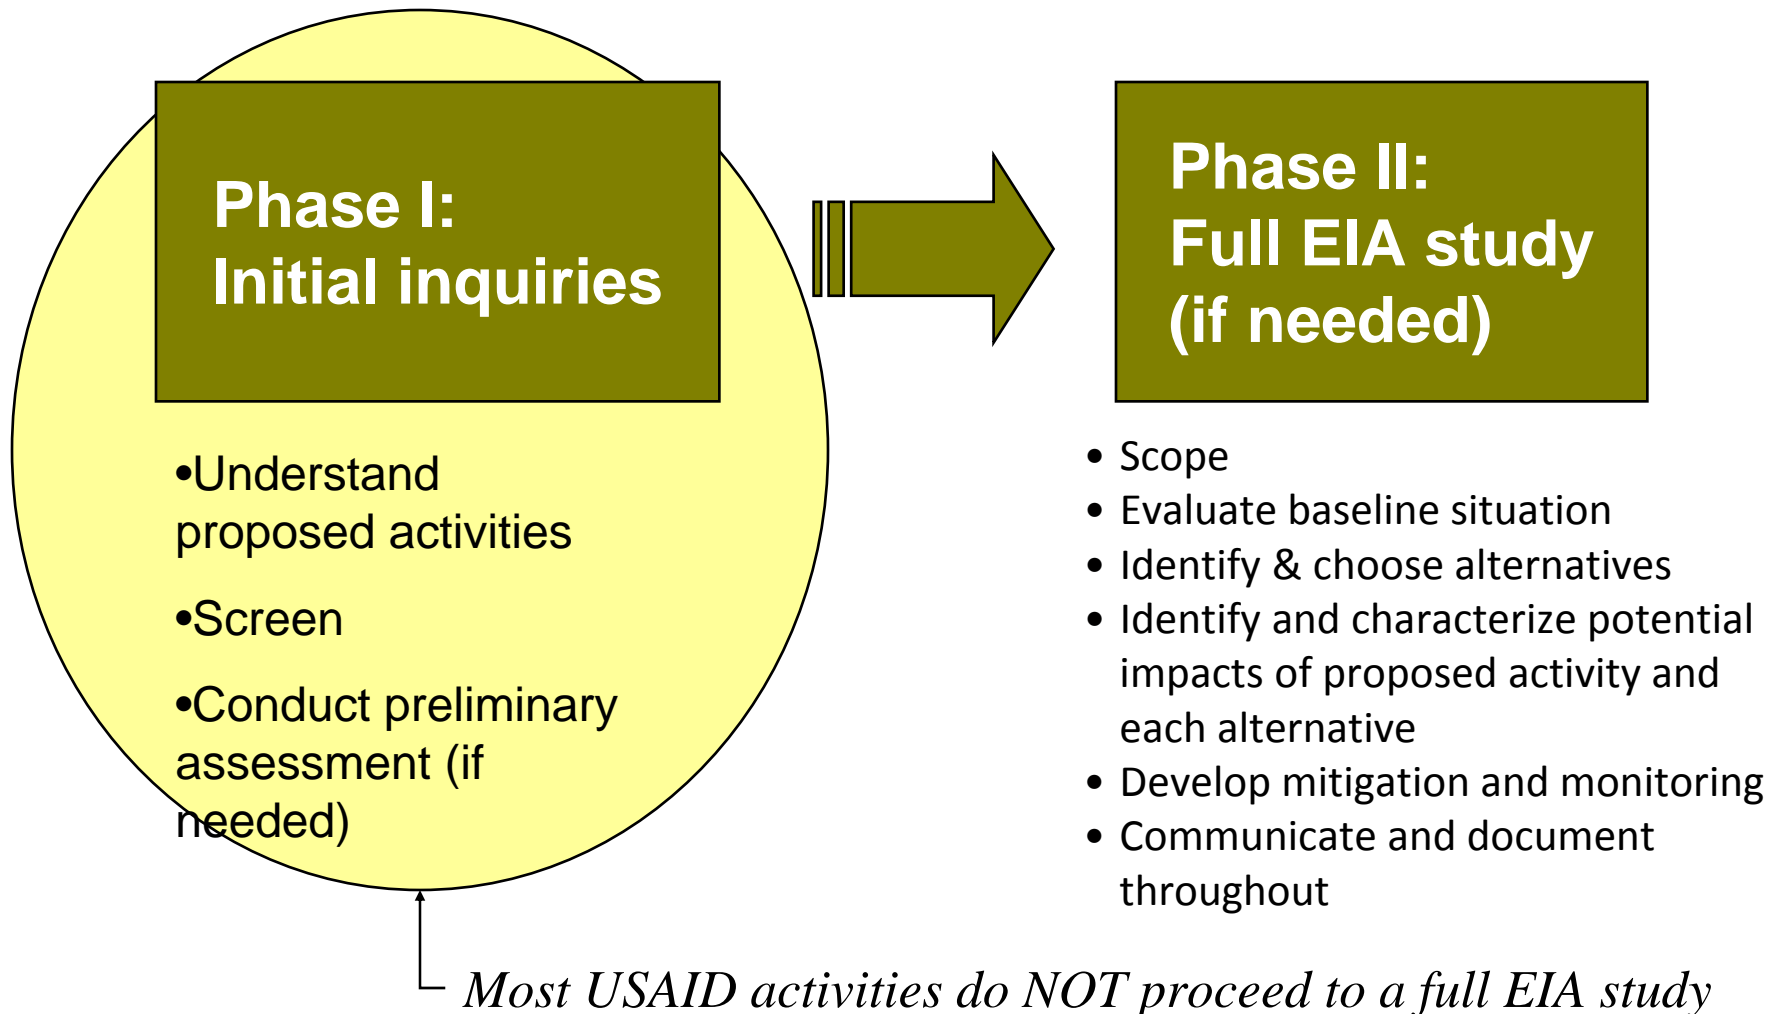 Phase I:
Initial inquiries
•Understand
proposed activities
•Screen
•Conduct preliminary
assessment (if
needed)
Phase II:
Full EIA study
(if needed)
• Scope
• Evaluate baseline situation
• Identify & choose alternatives
• Identify and characterize potential
impacts of proposed activity and
each alternative
• Develop mitigation and monitoring
• Communicate and document
throughout
Most USAID activities do NOT proceed to a full EIA study